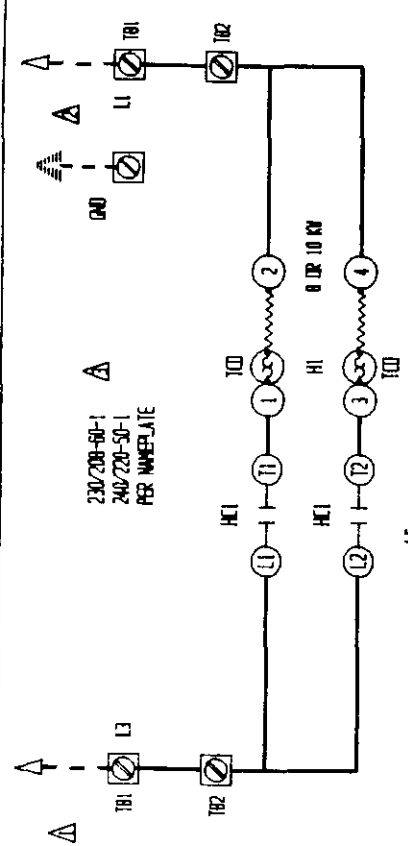 L3
TB1
TB2
230/208-60-1
240/220-50-1
PER NAMEPLATE
GND
L1
TB1
TB2
HC1
TCO
L1
T1
1
2
HC1
H1
8 OR 10 KW
L2
T2
3
4
TCO